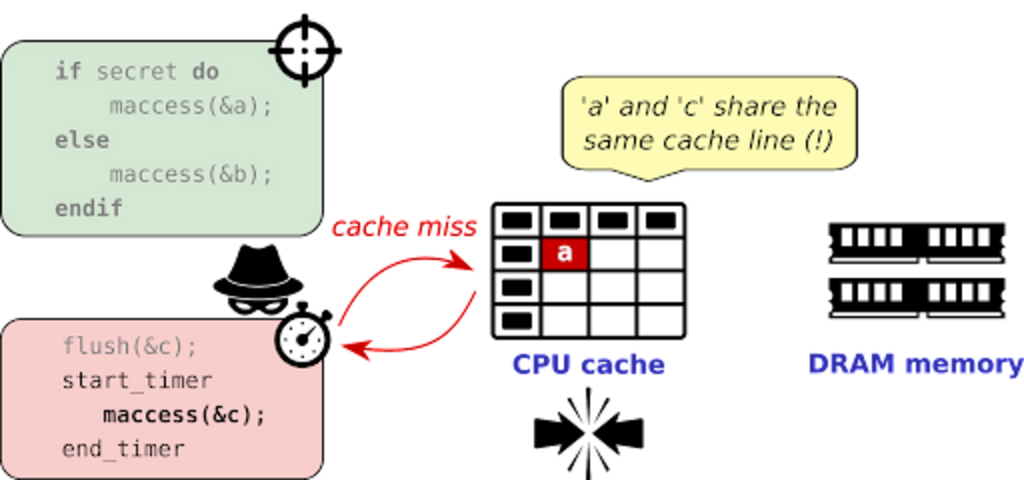 if secret do
maccess(&a);
else
maccess(&b);
endif
'a' and 'c' share the
same cache line (!)
cache miss
a
flush(&c);
start_timer
maccess(&c);
end_timer
CPU cache
DRAM memory